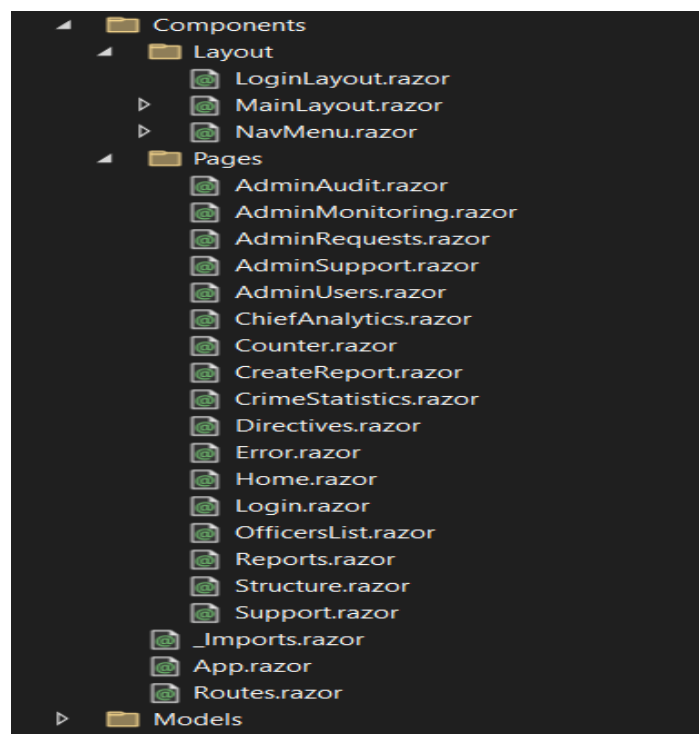 Components
Layout
LoginLayout.razor
MainLayout.razor
NavMenu.razor
Pages
AdminAudit.razor
AdminMonitoring.razor
AdminRequests.razor
AdminSupport.razor
AdminUsers.razor
ChiefAnalytics.razor
Counter.razor
CreateReport.razor
CrimeStatistics.razor
Directives.razor
Error.razor
Home.razor
Login.razor
OfficersList.razor
Reports.razor
Structure.razor
Support.razor
_Imports.razor
App.razor
Routes.razor
Models